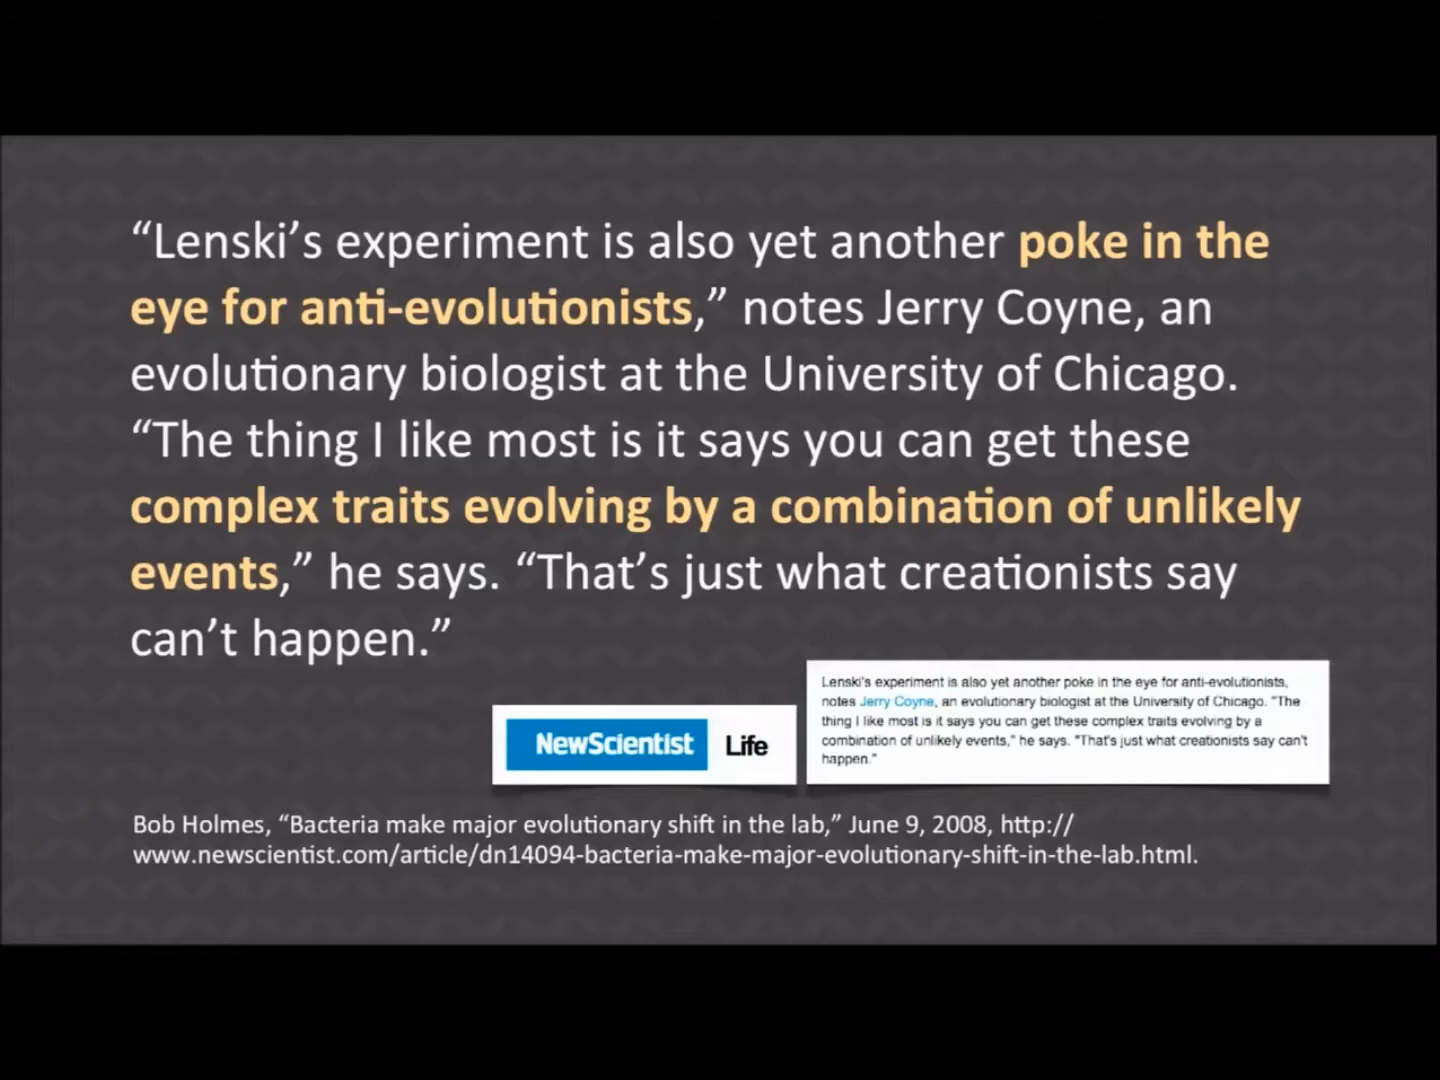 “Lenski’s experiment is also yet another poke in the
eye for anti-evolutionists,” notes Jerry Coyne, an
evolutionary biologist at the University of Chicago.
“The thing I like most is it says you can get these
complex traits evolving by a combination of unlikely
events,” he says. “That’s just what creationists say
can’t happen.”
NewScientist Life
Lenski's experiment is also yet another poke in the eye for anti-evolutionists,
notes Jerry Coyne, an evolutionary biologist at the University of Chicago. "The
thing I like most is it says you can get these complex traits evolving by a
combination of unlikely events," he says. "That's just what creationists say can't
happen."
Bob Holmes, “Bacteria make major evolutionary shift in the lab,” June 9, 2008, http://
www.newscientist.com/article/dn14094-bacteria-make-major-evolutionary-shift-in-the-lab.html.